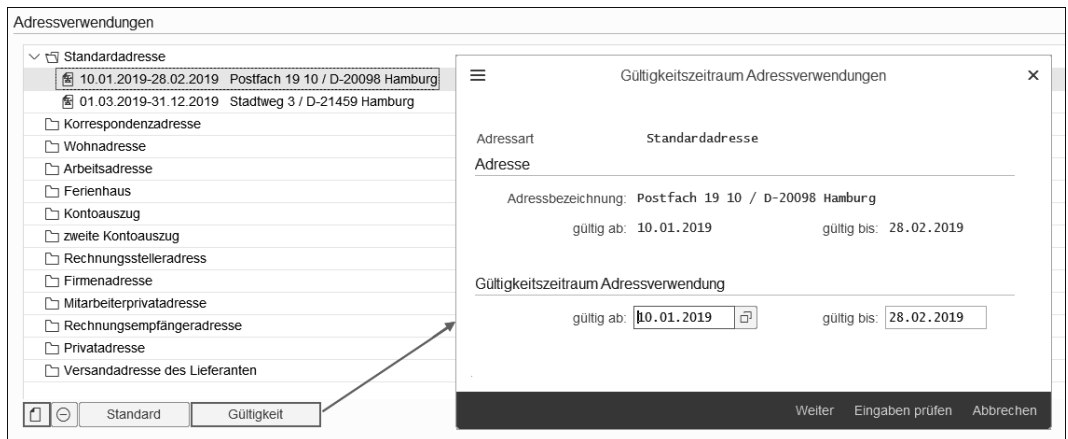 Adressverwendungen
Standardadresse
10.01.2019-28.02.2019 Postfach 19 10 / D-20098 Hamburg
01.03.2019-31.12.2019 Stadtweg 3 / D-21459 Hamburg
Korrespondenzadresse
Wohnadresse
Arbeitsadresse
Ferienhaus
Kontoauszug
zweite Kontoauszug
Rechnungsstelleradress
Firmenadresse
Mitarbeiterprivatadresse
Rechnungsempfängeradresse
Privatadresse
Versandadresse des Lieferanten
Standard Gültigkeit
Gültigkeitszeitraum Adressverwendungen
Adressart Standardadresse
Adresse
Adressbezeichnung: Postfach 19 10 / D-20098 Hamburg
gültig ab: 10.01.2019 gültig bis: 28.02.2019
Gültigkeitszeitraum Adressverwendung
gültig ab: 10.01.2019 gültig bis: 28.02.2019
Weiter Eingaben prüfen Abbrechen